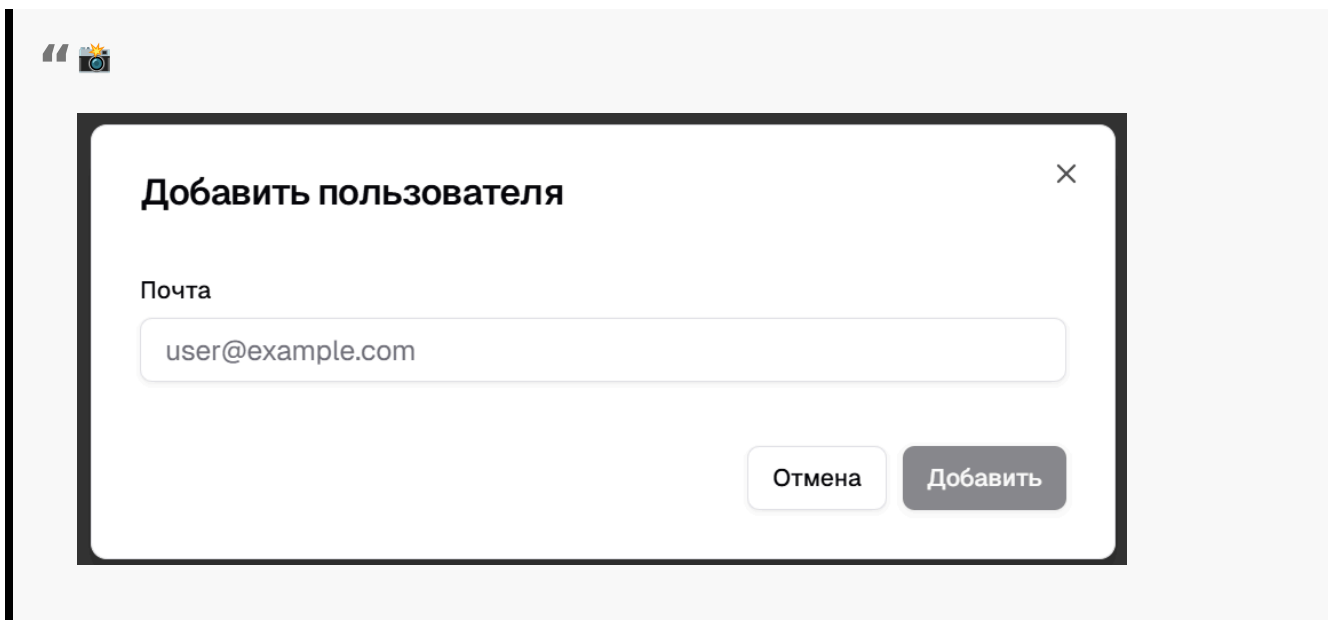 “ 📸
Добавить пользователя
Почта
user@example.com
Отмена Добавить